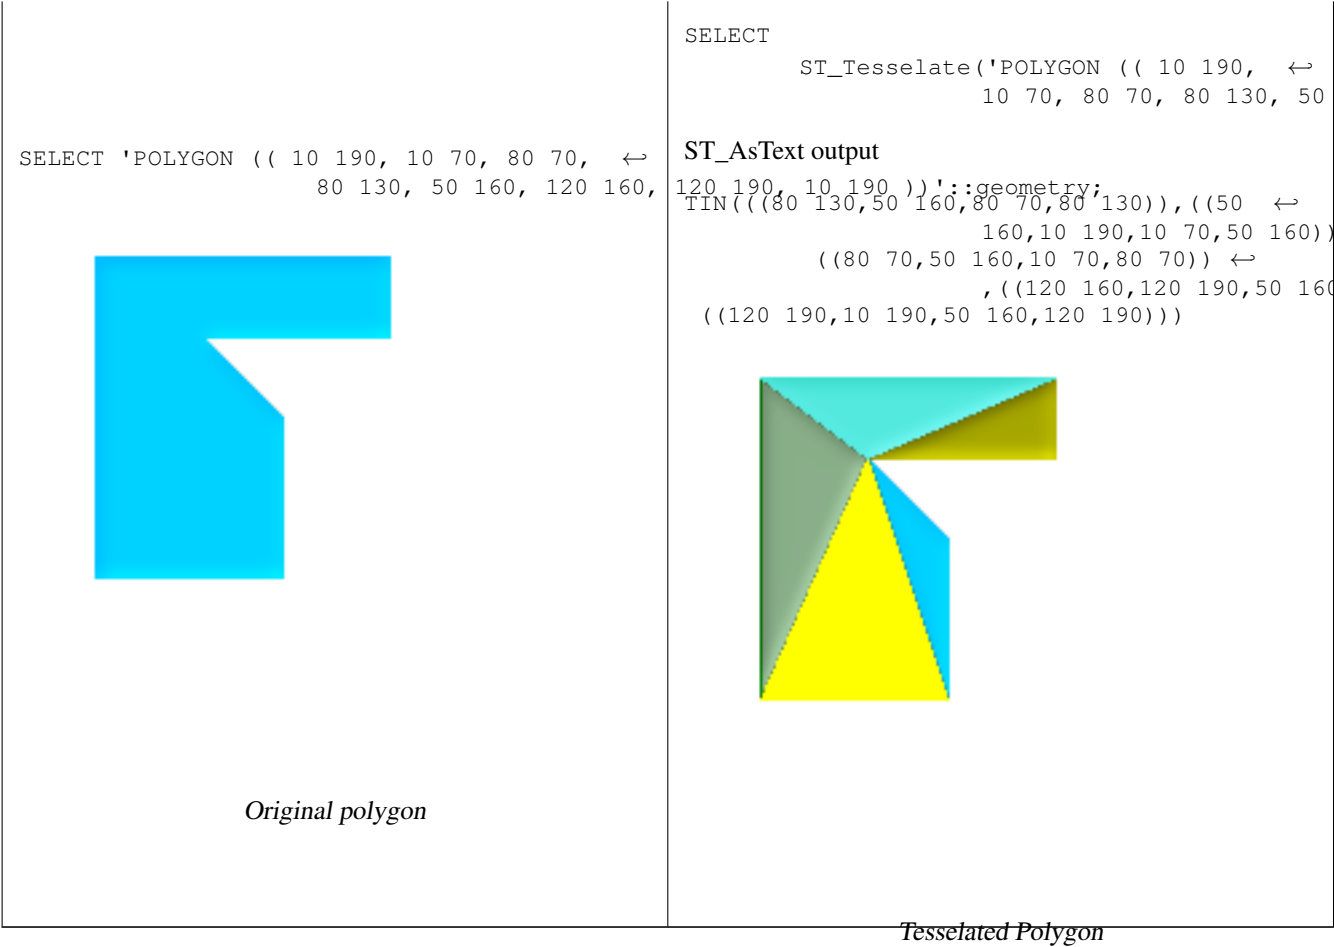 SELECT 'POLYGON (( 10 190, 10 70, 80 70, ↩
80 130, 50 160, 120 160, 120 190, 10 190 ))'::geometry;
Original polygon
SELECT
ST_Tesselate('POLYGON (( 10 190, ↩
10 70, 80 70, 80 130, 50
ST_AsText output
TIN(((80 130,50 160,80 70,80 130)),((50 ↩
160,10 190,10 70,50 160))
((80 70,50 160,10 70,80 70)) ↩
,((120 160,120 190,50 160
((120 190,10 190,50 160,120 190)))
Tesselated Polygon